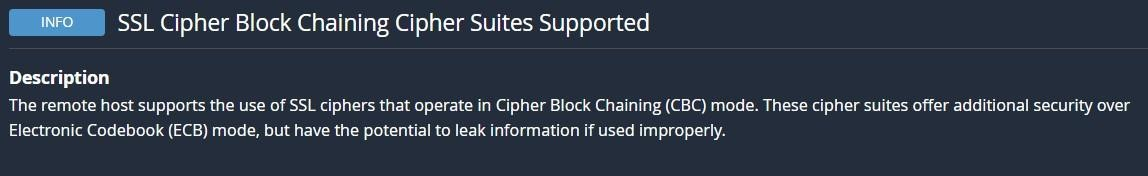 INFO SSL Cipher Block Chaining Cipher Suites Supported
Description
The remote host supports the use of SSL ciphers that operate in Cipher Block Chaining (CBC) mode. These cipher suites offer additional security over
Electronic Codebook (ECB) mode, but have the potential to leak information if used improperly.